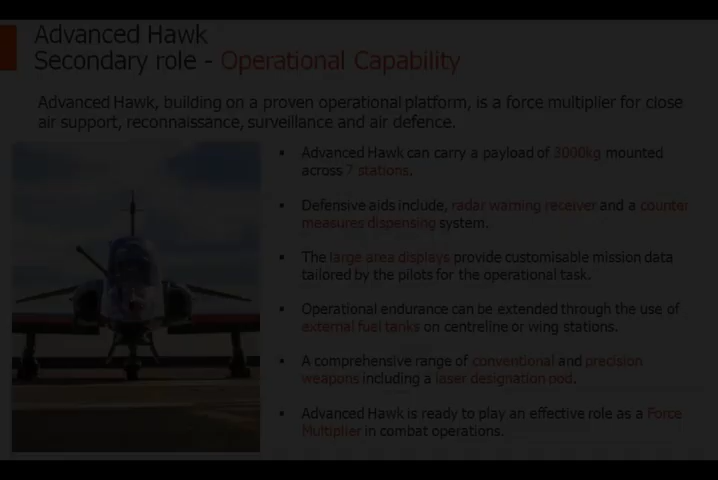 Advanced Hawk
Secondary role - Operational Capability
Advanced Hawk, building on a proven operational platform, is a force multiplier for close
air support, reconnaissance, surveillance and air defence.
▪ Advanced Hawk can carry a payload of 3000kg mounted
across 7 stations.
▪ Defensive aids include, radar warning receiver and a counter
measures dispensing system.
▪ The large area displays provide customisable mission data
tailored by the pilots for the operational task.
▪ Operational endurance can be extended through the use of
external fuel tanks on centreline or wing stations.
▪ A comprehensive range of conventional and precision
weapons including a laser designation pod.
▪ Advanced Hawk is ready to play an effective role as a Force
Multiplier in combat operations.